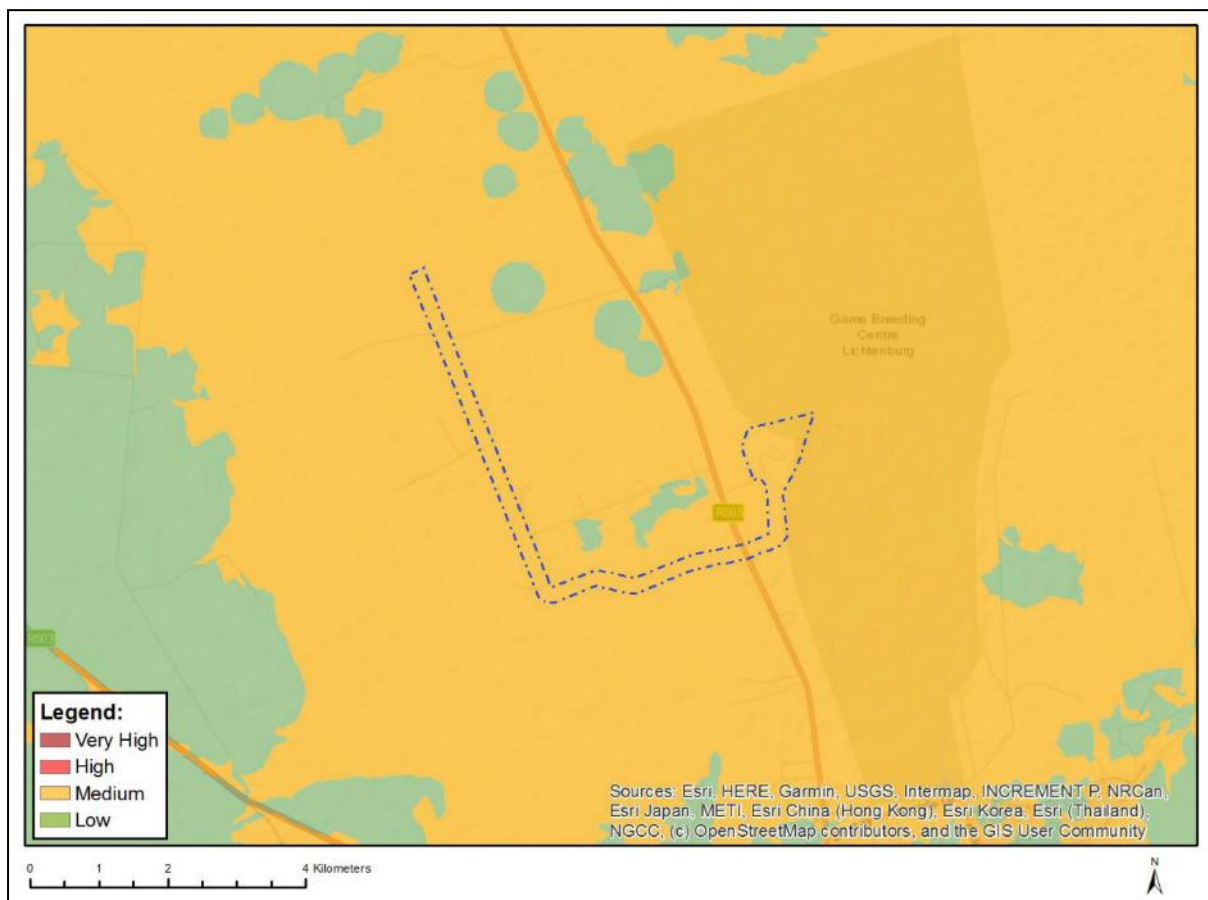 Game Breeding
Centre
Lichtenburg
R505
R503
Legend:
Very High
High
Medium
Low
Sources: Esri, HERE, Garmin, USGS, Intermap, INCREMENT P, NRCan,
Esri Japan, METI, Esri China (Hong Kong), Esri Korea, Esri (Thailand),
NGCC, (c) OpenStreetMap contributors, and the GIS User Community
0 1 2 4 Kilometers
N